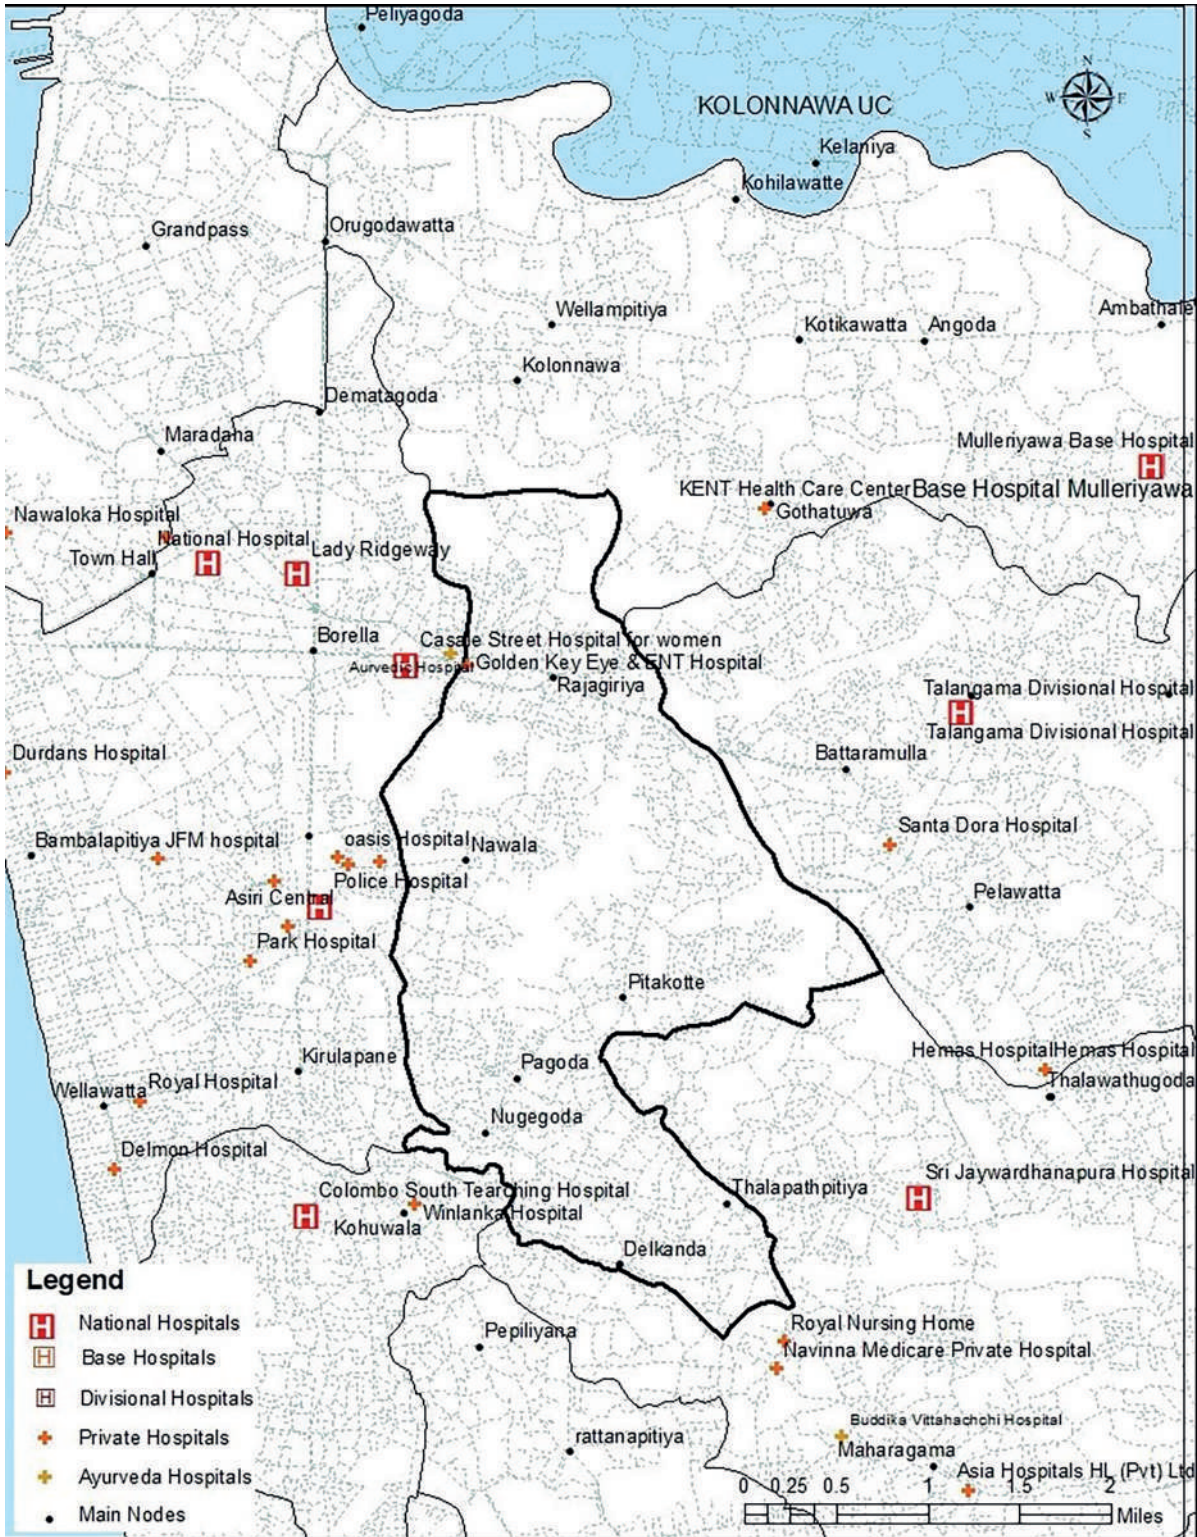 Peliyagoda
N
W
E
S
KOLONNAWA UC
Kelaniya
Kohilawatte
Grandpass
Orugodawatta
Wellampitiya
Kotikawatta
Angoda
Ambathale
Kolonnawa
Dematagoda
Maradana
Mulleriyawa Base Hospital
KENT Health Care Center
Base Hospital Mulleriyawa
Gothatuwa
Nawaloka Hospital
National Hospital
Lady Ridgeway
Town Hall
Borella
Casale Street Hospital for women
Aurvedic Hospital
Golden Key Eye & ENT Hospital
Rajagiriya
Talangama Divisional Hospital
Talangama Divisional Hospital
Durdans Hospital
Battaramulla
Santa Dora Hospital
Bambalapitiya
JFM hospital
oasis Hospital
Nawala
Police Hospital
Asiri Central
Pelawatta
Park Hospital
Pitakotte
Kirulapane
Pagoda
Hemas Hospital
Hemas Hospital
Thalawathugoda
Wellawatta
Royal Hospital
Nugegoda
Delmon Hospital
Sri Jaywardhanapura Hospital
Colombo South Tearching Hospital
Thalapathpitiya
Winlanka Hospital
Kohuwala
Delkanda
Royal Nursing Home
Navinna Medicare Private Hospital
Pepiliyana
Buddika Vittahachchi Hospital
Maharagama
rattanapitiya
Asia Hospitals HL (Pvt) Ltd
Legend
H National Hospitals
H Base Hospitals
H Divisional Hospitals
Private Hospitals
Ayurveda Hospitals
Main Nodes
0 0.25 0.5 1 1.5 2
Miles